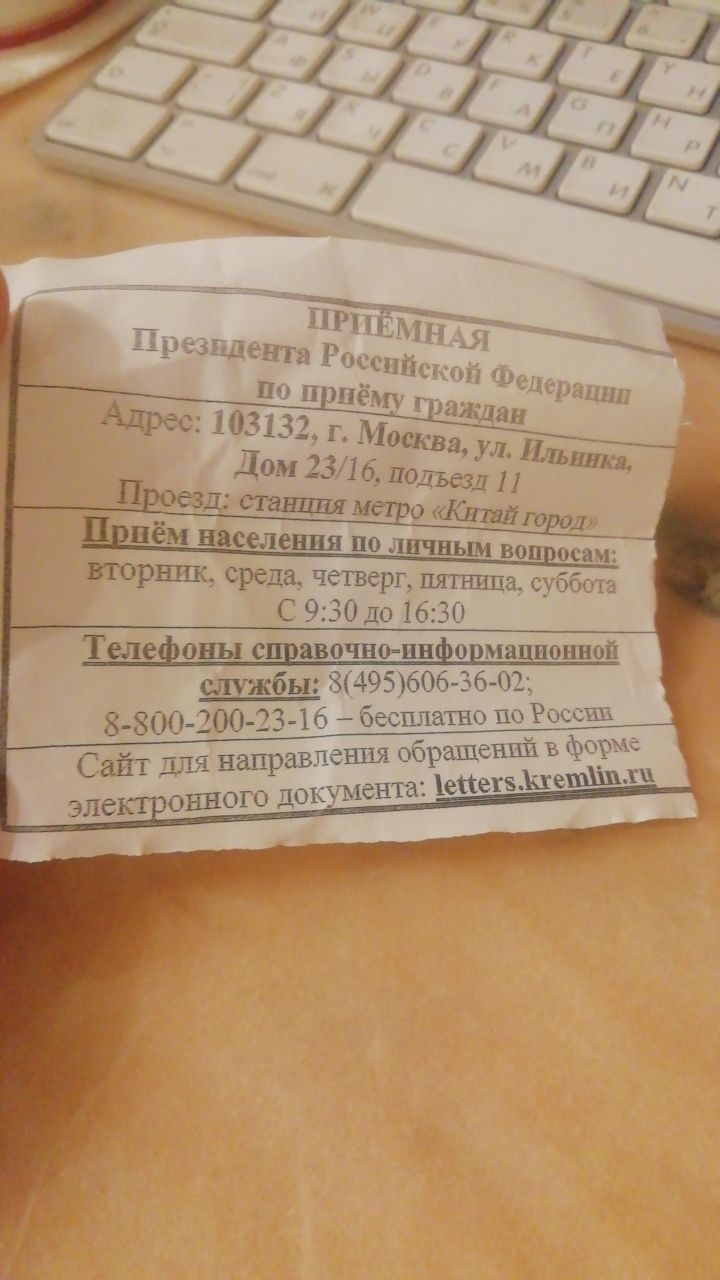 ПРИЁМНАЯ
Президента Российской Федерации
по приёму граждан
Адрес: 103132, г. Москва, ул. Ильинка,
Дом 23/16, подъезд 11
Проезд: станция метро «Китай город»
Приём населения по личным вопросам:
вторник, среда, четверг, пятница, суббота
С 9:30 до 16:30
Телефоны справочно-информационной
службы: 8(495)606-36-02;
8-800-200-23-16 – бесплатно по России
Сайт для направления обращений в форме
электронного документа: letters.kremlin.ru